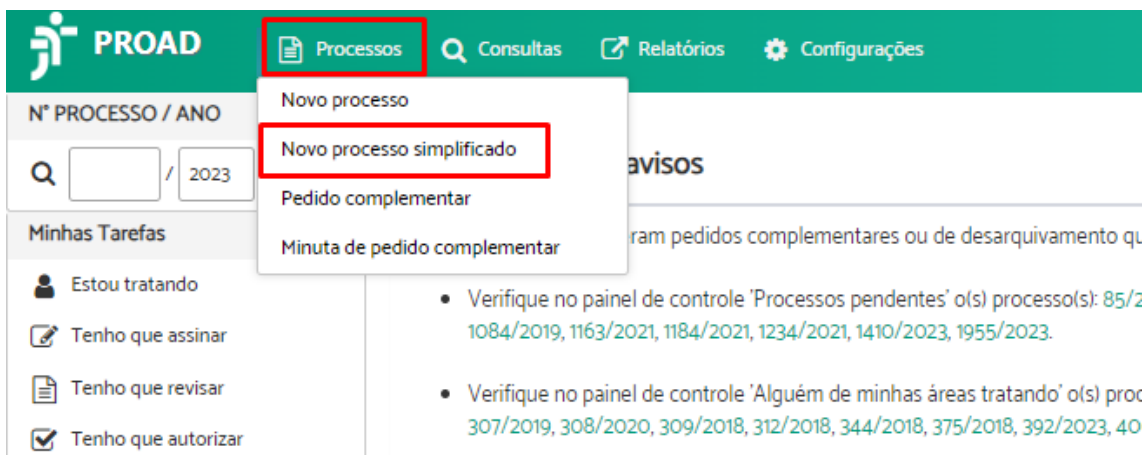 PROAD
Processos
Consultas
Relatórios
Configurações
N° PROCESSO / ANO
/ 2023
Minhas Tarefas
Estou tratando
Tenho que assinar
Tenho que revisar
Tenho que autorizar
Novo processo
Novo processo simplificado
Pedido complementar
Minuta de pedido complementar
avisos
ram pedidos complementares ou de desarquivamento qu
• Verifique no painel de controle 'Processos pendentes' o(s) processo(s): 85/2
1084/2019, 1163/2021, 1184/2021, 1234/2021, 1410/2023, 1955/2023.
• Verifique no painel de controle 'Alguém de minhas áreas tratando' o(s) proc
307/2019, 308/2020, 309/2018, 312/2018, 344/2018, 375/2018, 392/2023, 40